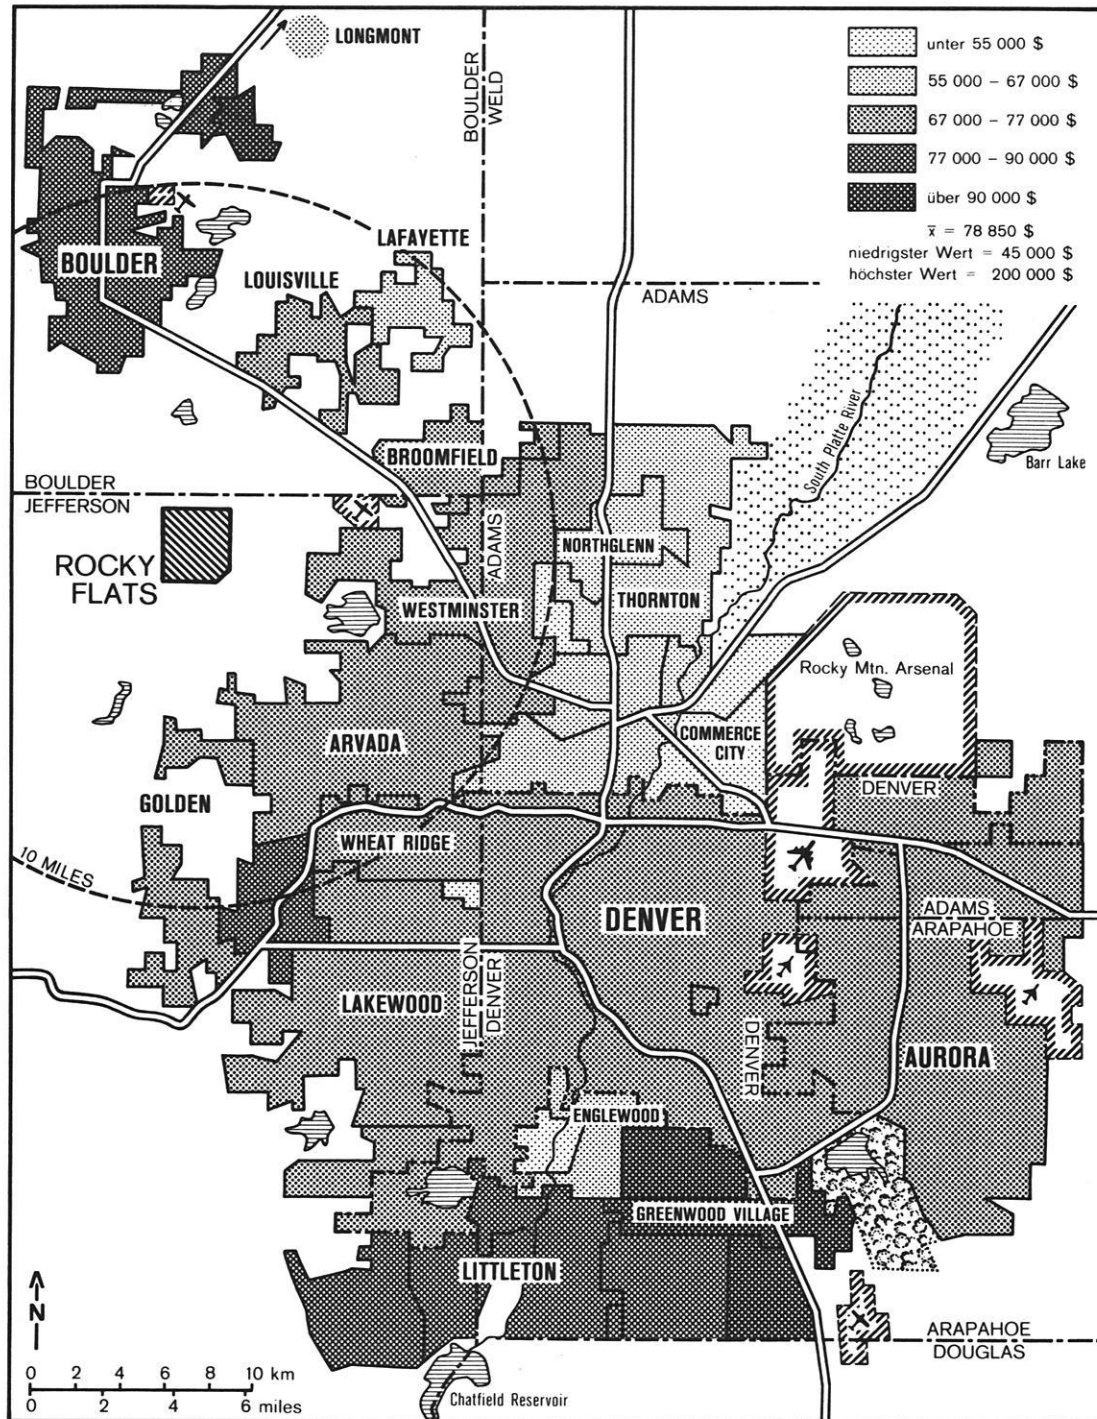 LONGMONT
BOULDER
WELD
unter 55 000 $
55 000 – 67 000 $
67 000 – 77 000 $
77 000 – 90 000 $
über 90 000 $
x̄ = 78 850 $
niedrigster Wert = 45 000 $
höchster Wert = 200 000 $
BOULDER
LAFAYETTE
LOUISVILLE
ADAMS
South Platte River
Barr Lake
BROOMFIELD
BOULDER
JEFFERSON
ROCKY
FLATS
ADAMS
NORTHGLENN
WESTMINSTER
THORNTON
Rocky Mtn. Arsenal
ARVADA
COMMERCE
CITY
DENVER
GOLDEN
WHEAT RIDGE
10 MILES
DENVER
ADAMS
ARAPAHOE
JEFFERSON
DENVER
LAKEWOOD
DENVER
AURORA
ENGLEWOOD
GREENWOOD VILLAGE
LITTLETON
N
ARAPAHOE
DOUGLAS
0 2 4 6 8 10 km
0 2 4 6 miles
Chatfield Reservoir